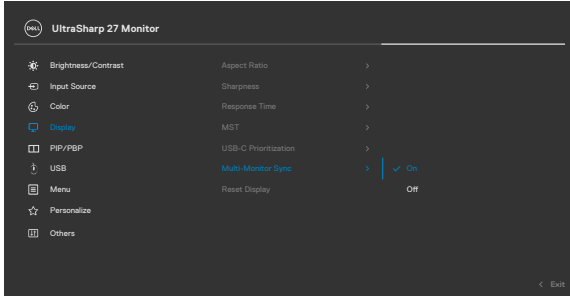 DELL UltraSharp 27 Monitor
Brightness/Contrast Aspect Ratio >
Input Source Sharpness >
Color Response Time >
Display MST >
PIP/PBP USB-C Prioritization >
USB Multi-Monitor Sync > ✓ On
Menu Reset Display Off
Personalize
Others
< Exit